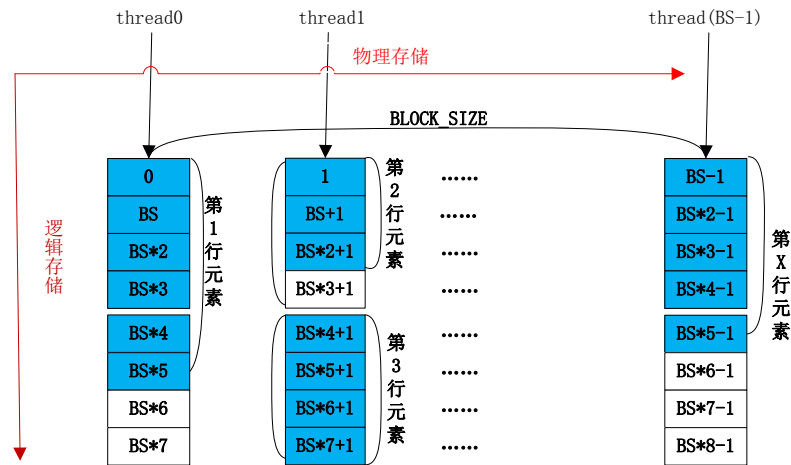 thread0 thread1 thread(BS-1)
物理存储
BLOCK_SIZE
0 1 …… BS-1
BS BS+1 …… BS*2-1
BS*2 BS*2+1 …… BS*3-1
BS*3 BS*3+1 …… BS*4-1
BS*4 BS*4+1 …… BS*5-1
BS*5 BS*5+1 …… BS*6-1
BS*6 BS*6+1 …… BS*7-1
BS*7 BS*7+1 …… BS*8-1
逻辑存储
第1行元素
第2行元素
第3行元素
第X行元素